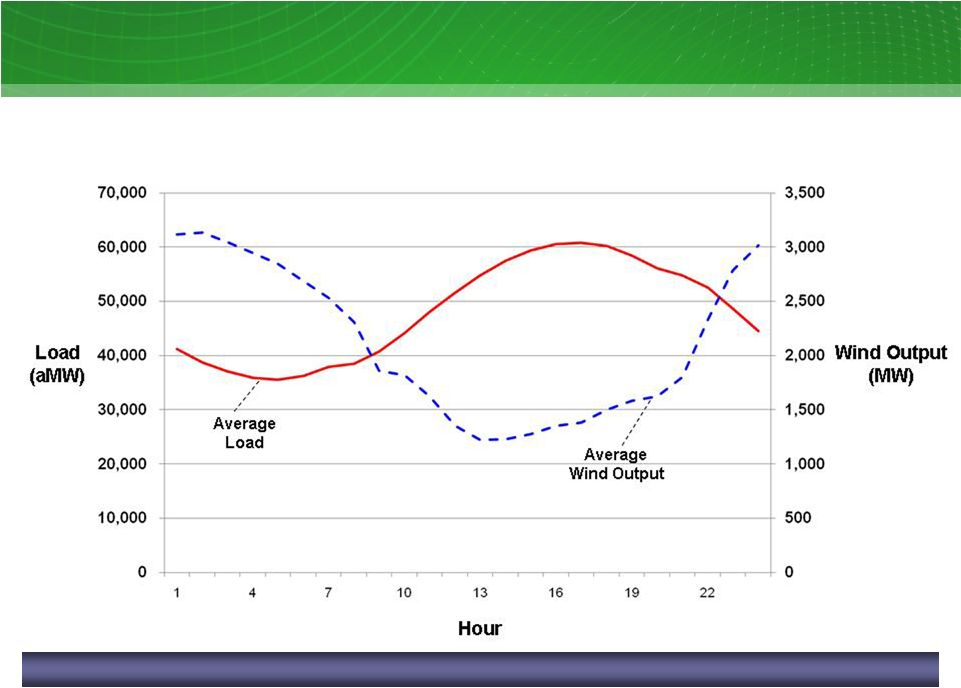 70,000
60,000
50,000
40,000
30,000
20,000
10,000
0
Load
(aMW)
3,500
3,000
2,500
2,000
1,500
1,000
500
0
Wind Output
(MW)
Average
Load
Average
Wind Output
1 4 7 10 13 16 19 22
Hour